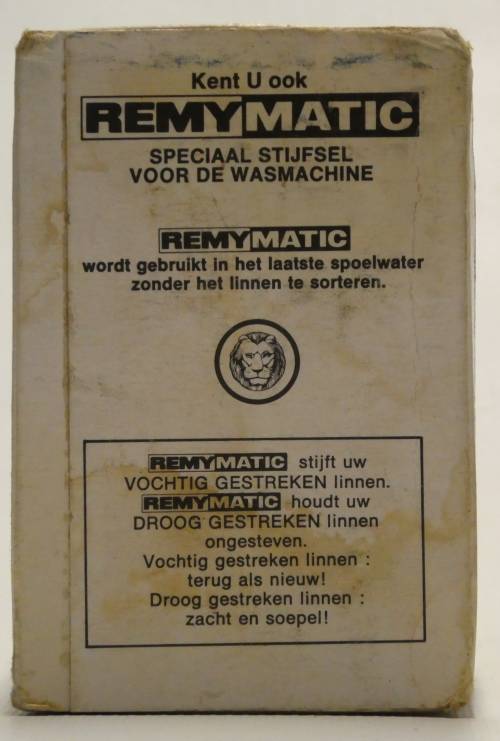 Kent U ook
REMYMATIC
SPECIAAL STIJFSEL
VOOR DE WASMACHINE
REMYMATIC
wordt gebruikt in het laatste spoelwater
zonder het linnen te sorteren.
REMYMATIC stijft uw
VOCHTIG GESTREKEN linnen.
REMYMATIC houdt uw
DROOG GESTREKEN linnen
ongesteven.
Vochtig gestreken linnen :
terug als nieuw!
Droog gestreken linnen :
zacht en soepel!